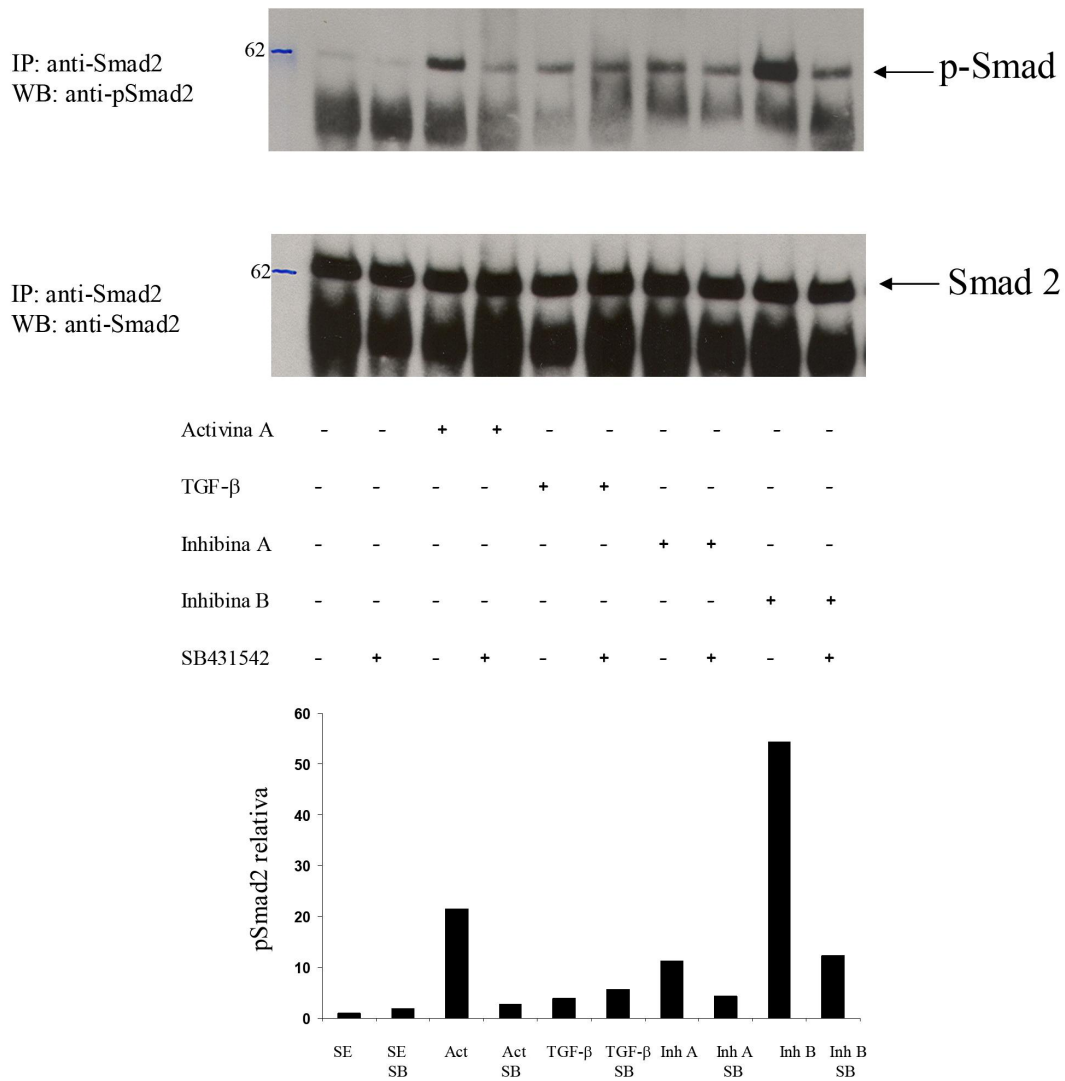 62
IP: anti-Smad2
WB: anti-pSmad2
p-Smad
62
IP: anti-Smad2
WB: anti-Smad2
Smad 2
Activina A - - + + - - - - - -
TGF-β - - - - + + - - - -
Inhibina A - - - - - - + + - -
Inhibina B - - - - - - - - + +
SB431542 - + - + - + - + - +
pSmad2 relativa
60
50
40
30
20
10
0
SE SE Act Act TGF-β TGF-β Inh A Inh A Inh B Inh B
SB SB SB SB SB